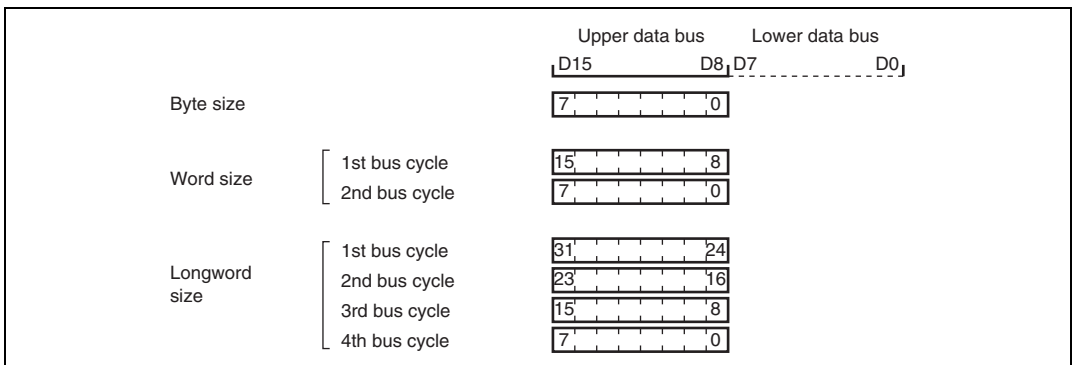 Upper data bus Lower data bus
D15 D8 D7 D0
Byte size 7 0
1st bus cycle 15 8
Word size
2nd bus cycle 7 0
1st bus cycle 31 24
Longword size
2nd bus cycle 23 16
3rd bus cycle 15 8
4th bus cycle 7 0